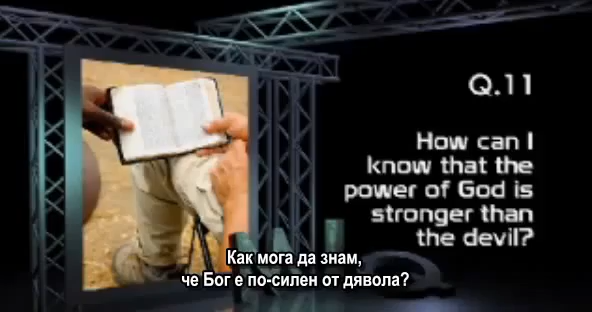 Q.11
How can I
know that the
power of God is
stronger than
the devil?
Как мога да знам,
че Бог е по-силен от дявола?